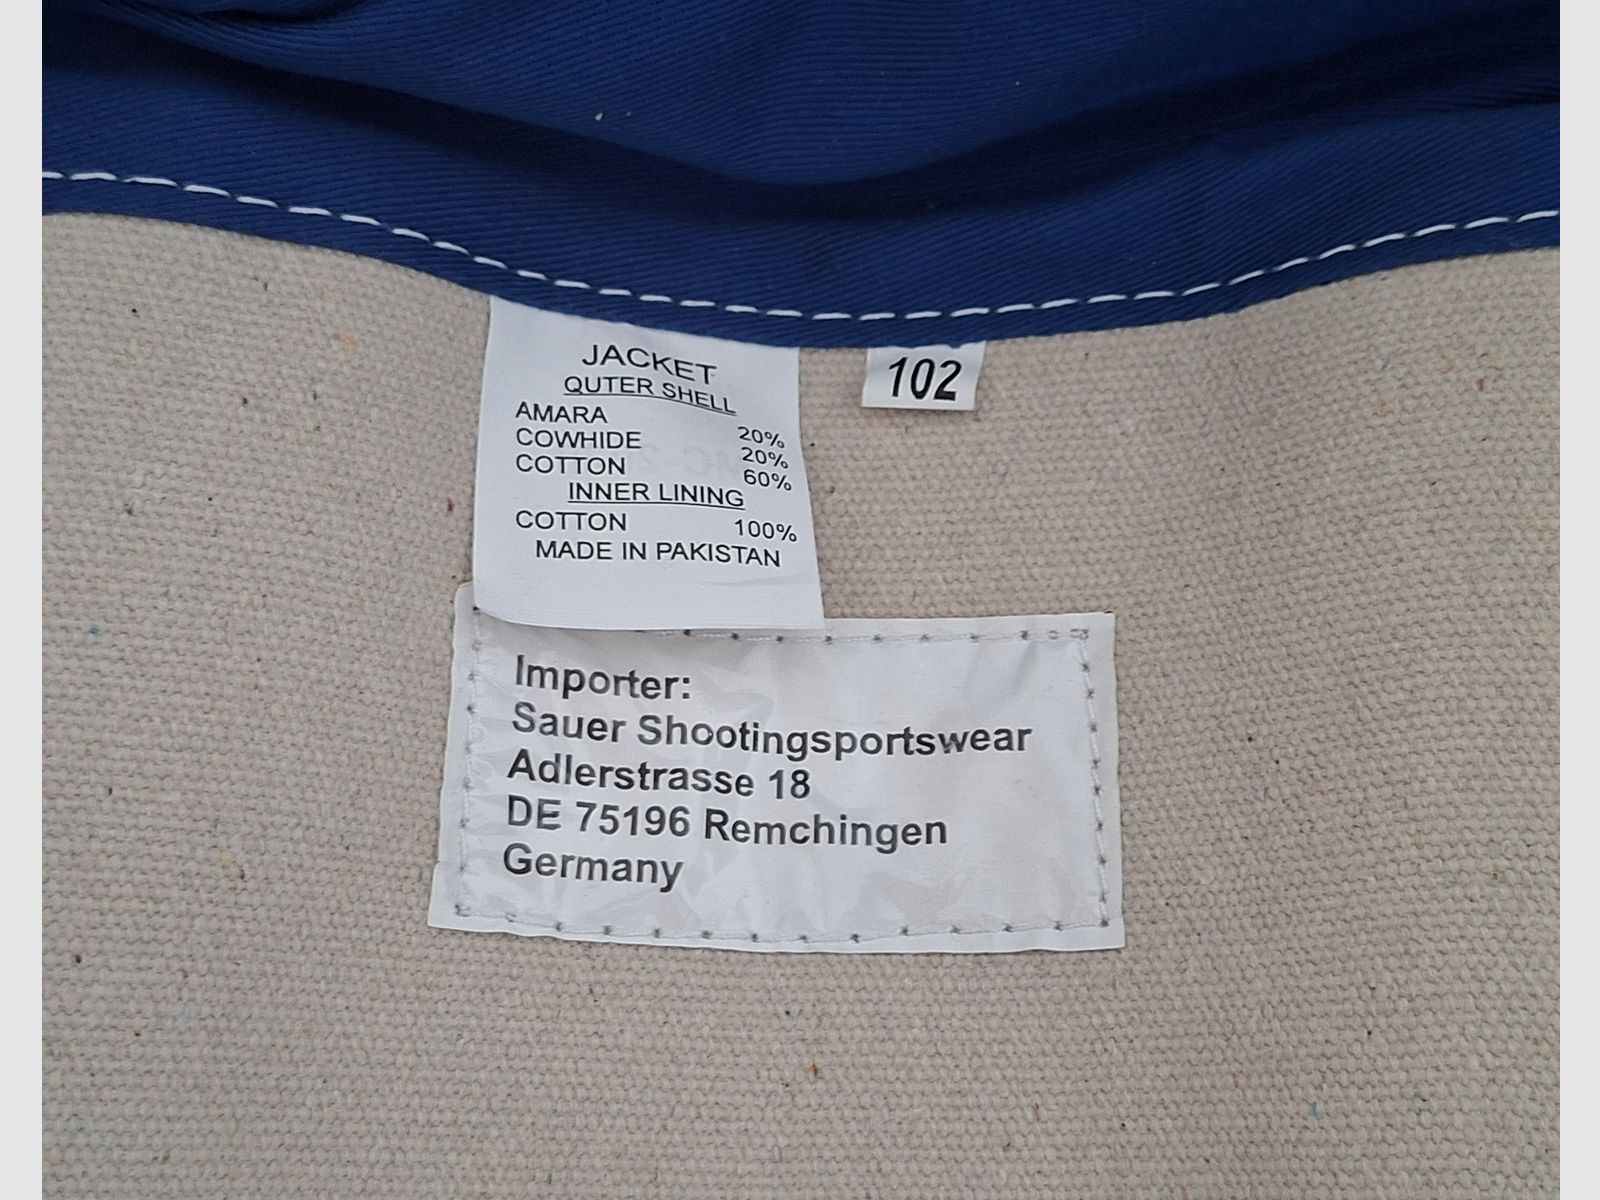 JACKET
QUTER SHELL
AMARA 20%
COWHIDE 20%
COTTON 60%
INNER LINING
COTTON 100%
MADE IN PAKISTAN
102
Importer:
Sauer Shootingsportswear
Adlerstrasse 18
DE 75196 Remchingen
Germany